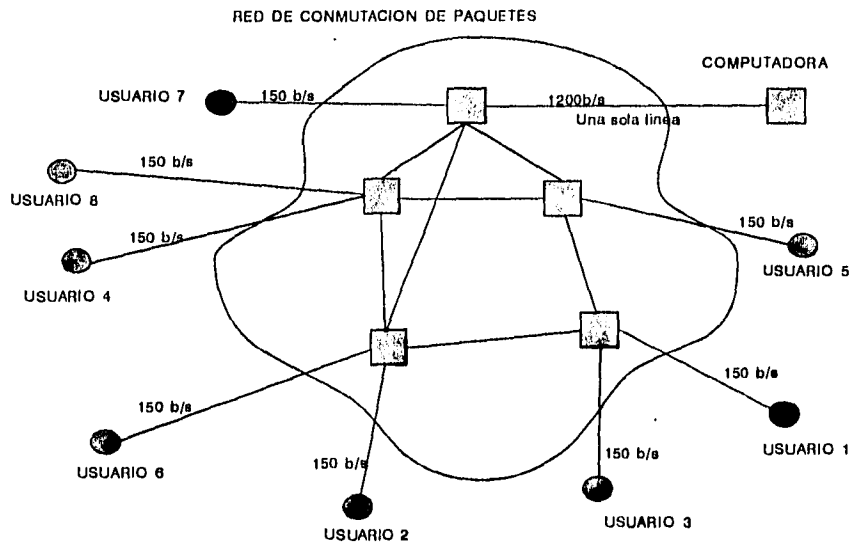 RED DE CONMUTACION DE PAQUETES
COMPUTADORA
USUARIO 7
150 b/s
1200b/s
Una sola linea
150 b/s
USUARIO 8
150 b/s
USUARIO 4
150 b/s
USUARIO 5
150 b/s
USUARIO 6
150 b/s
USUARIO 2
150 b/s
USUARIO 3
150 b/s
USUARIO 1